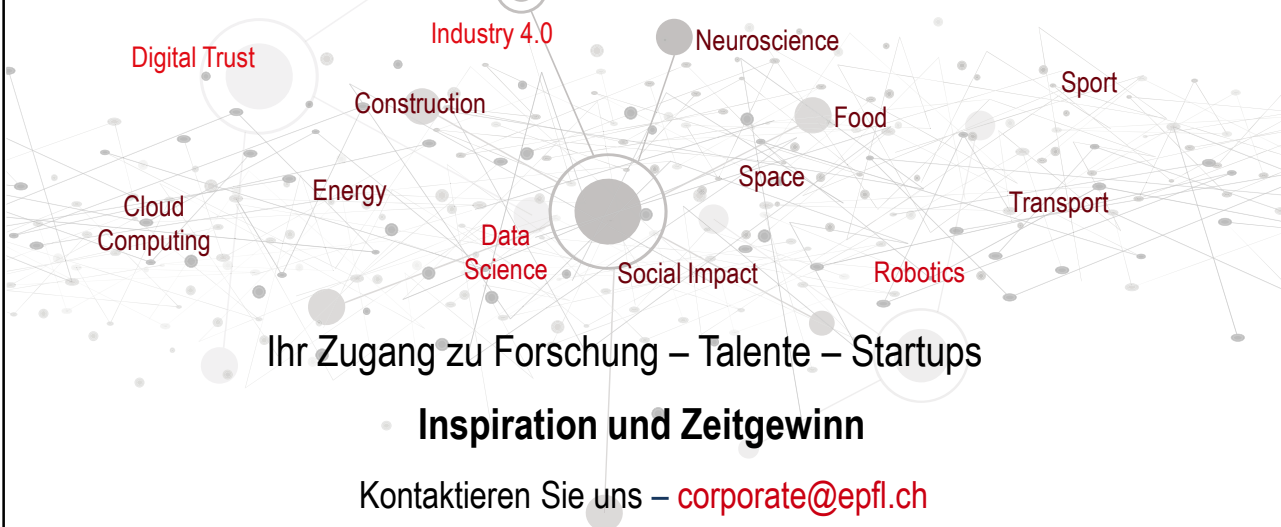 Industry 4.0
Neuroscience
Digital Trust
Sport
Construction
Food
Space
Energy
Transport
Cloud
Computing
Data
Science
Social Impact
Robotics
Ihr Zugang zu Forschung – Talente – Startups
Inspiration und Zeitgewinn
Kontaktieren Sie uns – corporate@epfl.ch